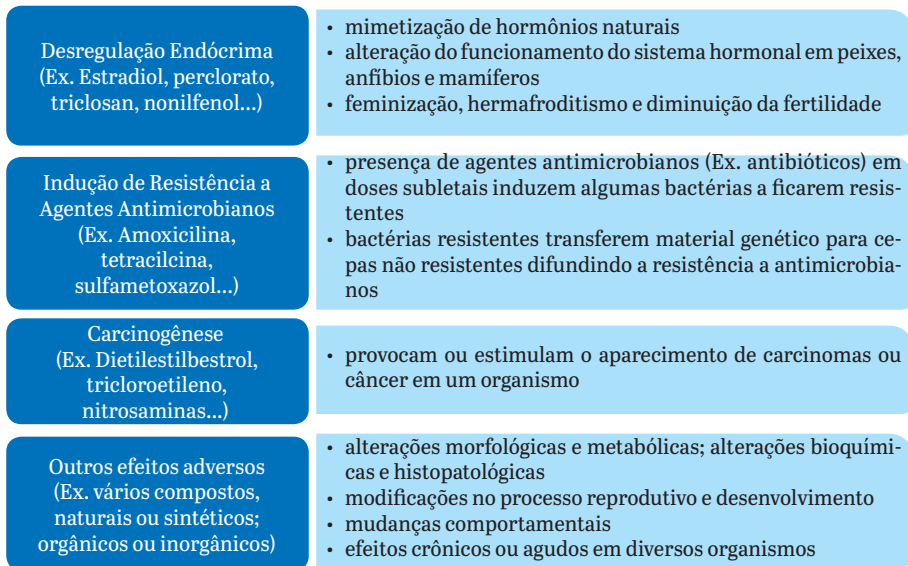 Desregulação Endócrima
(Ex. Estradiol, perclorato,
triclosan, nonilfenol...)
• mimetização de hormônios naturais
• alteração do funcionamento do sistema hormonal em peixes,
anfíbios e mamíferos
• feminização, hermafroditismo e diminuição da fertilidade
Indução de Resistência a
Agentes Antimicrobianos
(Ex. Amoxicilina,
tetracilcina,
sulfametoxazol...)
• presença de agentes antimicrobianos (Ex. antibióticos) em
doses subletais induzem algumas bactérias a ficarem resis-
tentes
• bactérias resistentes transferem material genético para ce-
pas não resistentes difundindo a resistência a antimicrobia-
nos
Carcinogênese
(Ex. Dietilestilbestrol,
tricloroetileno,
nitrosaminas...)
• provocam ou estimulam o aparecimento de carcinomas ou
câncer em um organismo
Outros efeitos adversos
(Ex. vários compostos,
naturais ou sintéticos;
orgânicos ou inorgânicos)
• alterações morfológicas e metabólicas; alterações bioquími-
cas e histopatológicas
• modificações no processo reprodutivo e desenvolvimento
• mudanças comportamentais
• efeitos crônicos ou agudos em diversos organismos